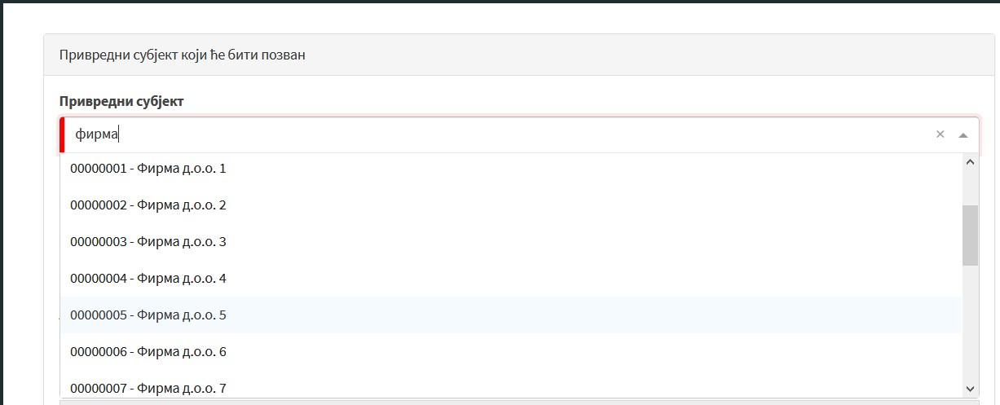 Привредни субјект који ће бити позван
Привредни субјект
фирма
00000001 - Фирма д.о.о. 1
00000002 - Фирма д.о.о. 2
00000003 - Фирма д.о.о. 3
00000004 - Фирма д.о.о. 4
00000005 - Фирма д.о.о. 5
00000006 - Фирма д.о.о. 6
00000007 - Фирма д.о.о. 7